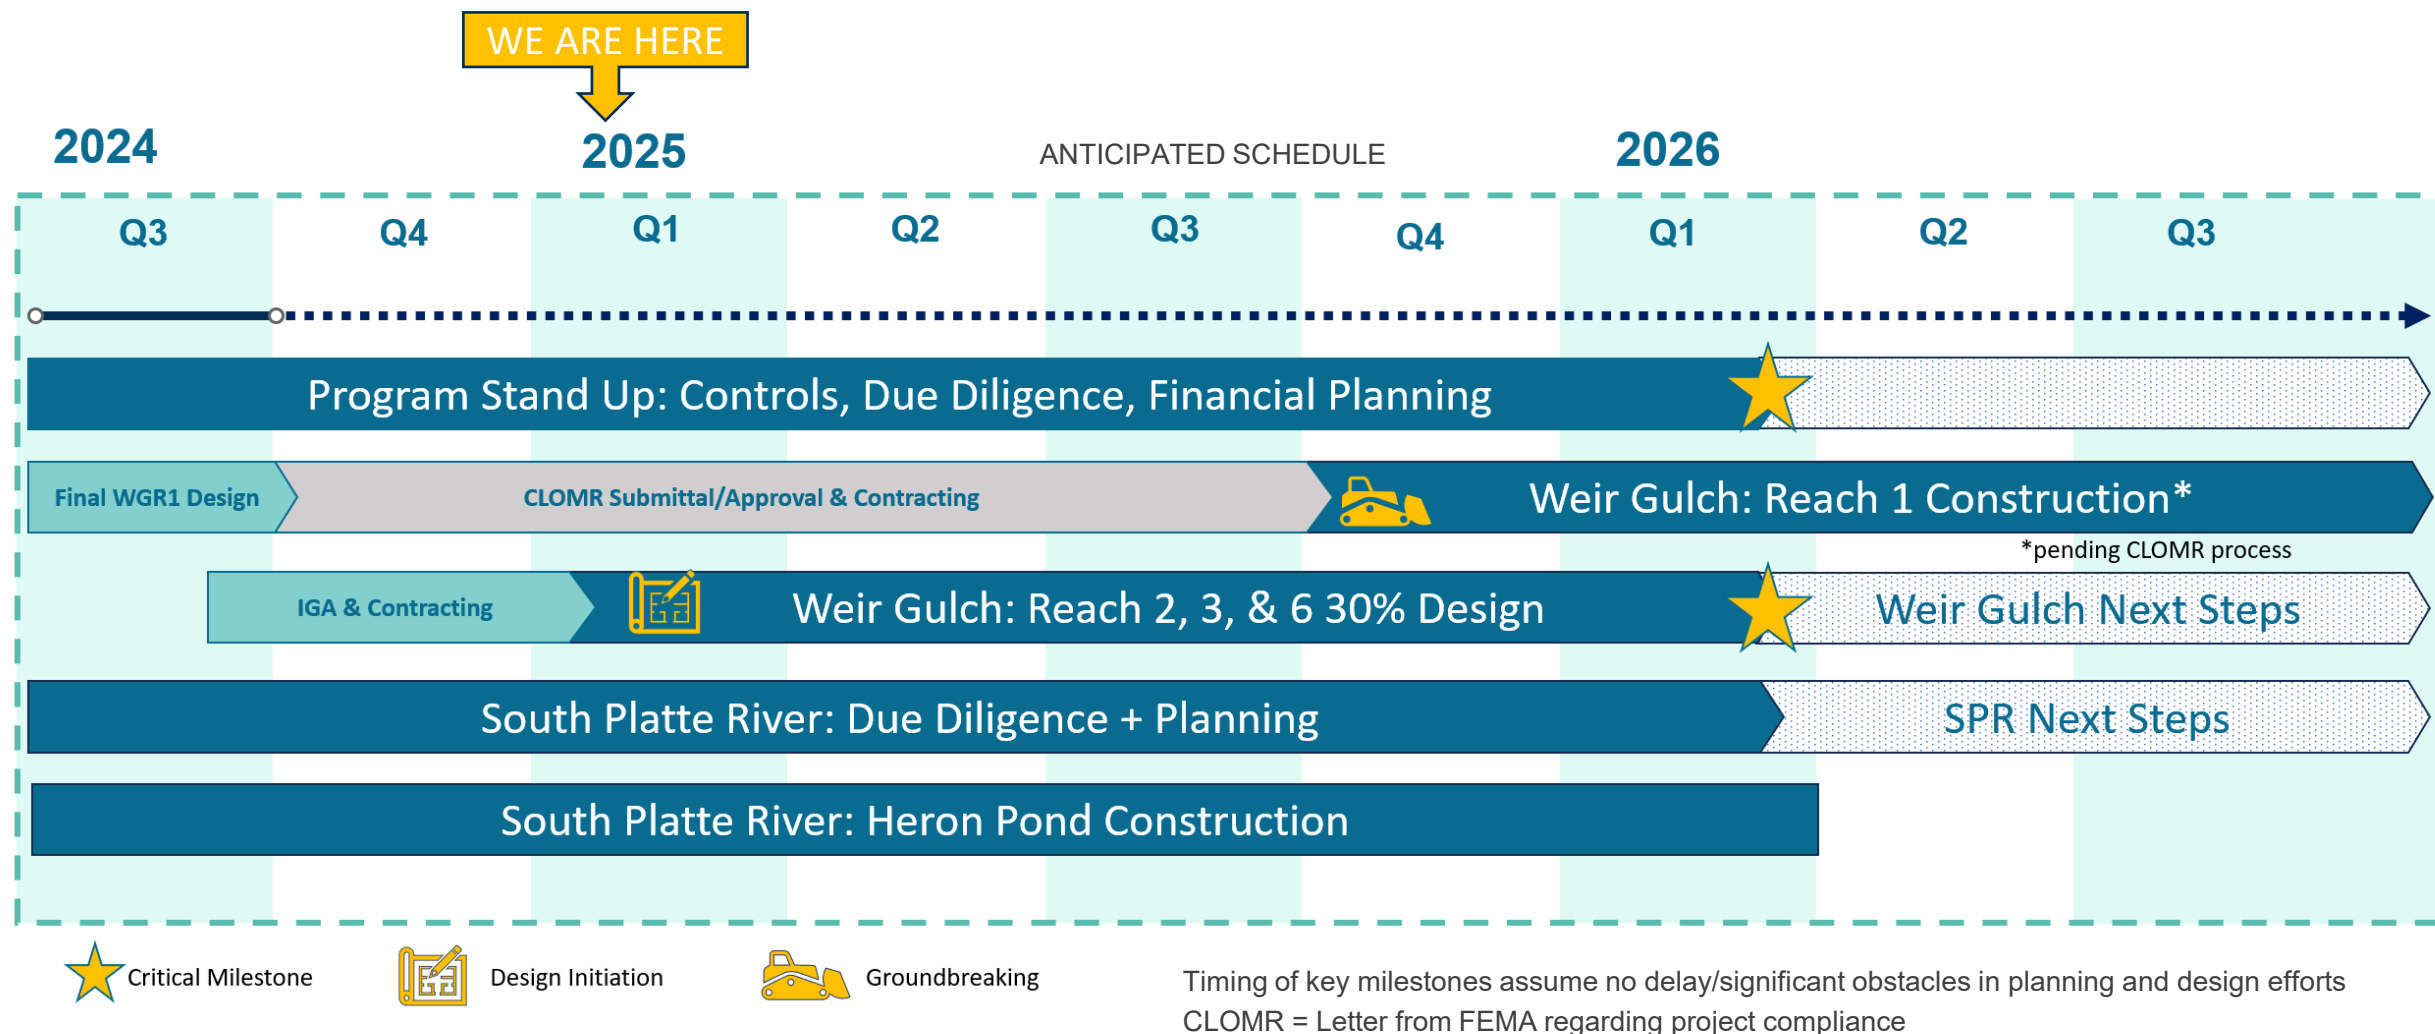 WE ARE HERE
2024
2025
ANTICIPATED SCHEDULE
2026
Q3
Q4
Q1
Q2
Q3
Q4
Q1
Q2
Q3
Program Stand Up: Controls, Due Diligence, Financial Planning
Final WGR1 Design
CLOMR Submittal/Approval & Contracting
Weir Gulch: Reach 1 Construction*
*pending CLOMR process
IGA & Contracting
Weir Gulch: Reach 2, 3, & 6 30% Design
Weir Gulch Next Steps
South Platte River: Due Diligence + Planning
SPR Next Steps
South Platte River: Heron Pond Construction
Critical Milestone
Design Initiation
Groundbreaking
Timing of key milestones assume no delay/significant obstacles in planning and design efforts
CLOMR = Letter from FEMA regarding project compliance